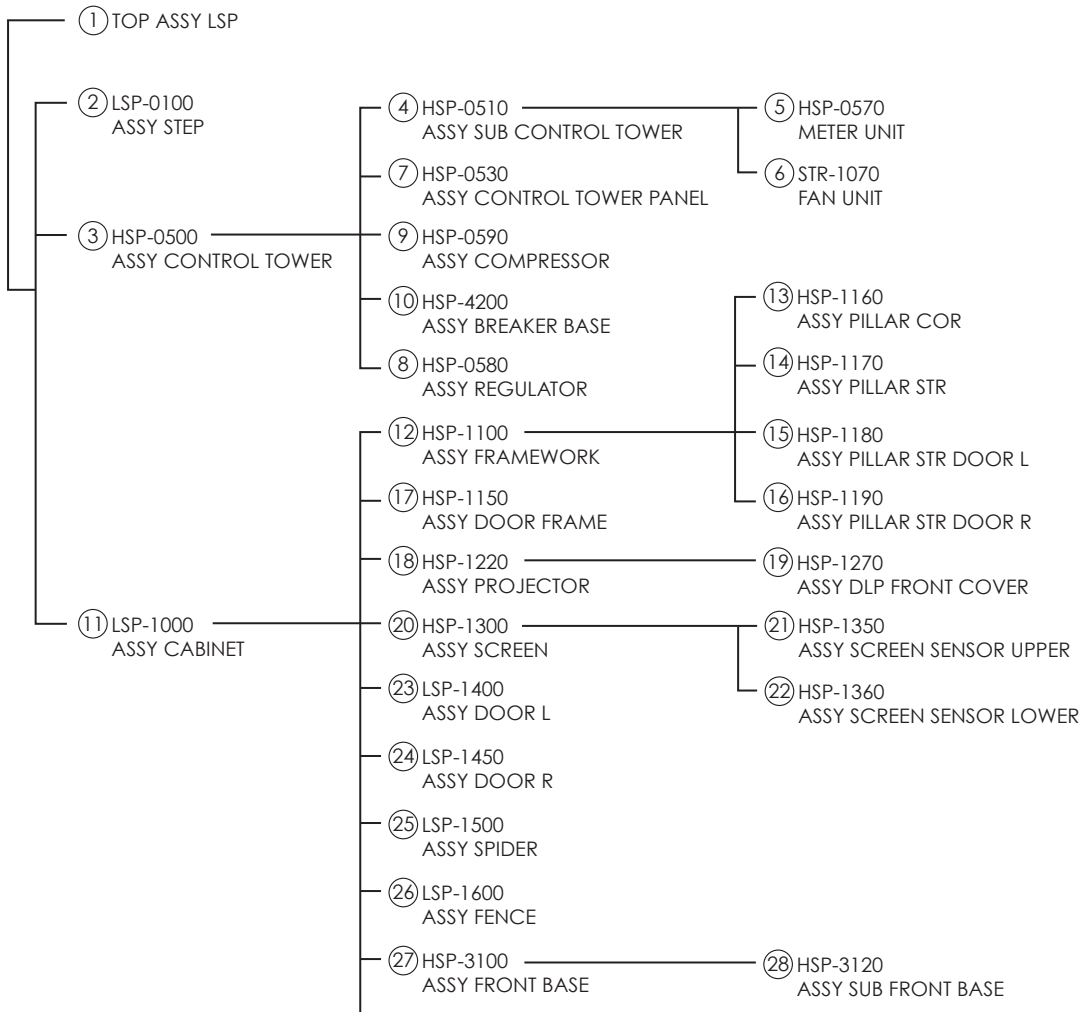 1 TOP ASSY LSP
2 LSP-0100
ASSY STEP
3 HSP-0500
ASSY CONTROL TOWER
4 HSP-0510
ASSY SUB CONTROL TOWER
5 HSP-0570
METER UNIT
6 STR-1070
FAN UNIT
7 HSP-0530
ASSY CONTROL TOWER PANEL
9 HSP-0590
ASSY COMPRESSOR
10 HSP-4200
ASSY BREAKER BASE
8 HSP-0580
ASSY REGULATOR
11 LSP-1000
ASSY CABINET
12 HSP-1100
ASSY FRAMEWORK
13 HSP-1160
ASSY PILLAR COR
14 HSP-1170
ASSY PILLAR STR
15 HSP-1180
ASSY PILLAR STR DOOR L
16 HSP-1190
ASSY PILLAR STR DOOR R
17 HSP-1150
ASSY DOOR FRAME
18 HSP-1220
ASSY PROJECTOR
19 HSP-1270
ASSY DLP FRONT COVER
20 HSP-1300
ASSY SCREEN
21 HSP-1350
ASSY SCREEN SENSOR UPPER
22 HSP-1360
ASSY SCREEN SENSOR LOWER
23 LSP-1400
ASSY DOOR L
24 LSP-1450
ASSY DOOR R
25 LSP-1500
ASSY SPIDER
26 LSP-1600
ASSY FENCE
27 HSP-3100
ASSY FRONT BASE
28 HSP-3120
ASSY SUB FRONT BASE